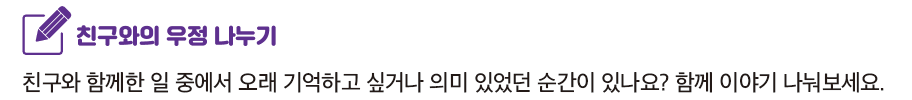 친구와의 우정 나누기
친구와 함께한 일 중에서 오래 기억하고 싶거나 의미 있었던 순간이 있나요? 함께 이야기 나눠보세요.